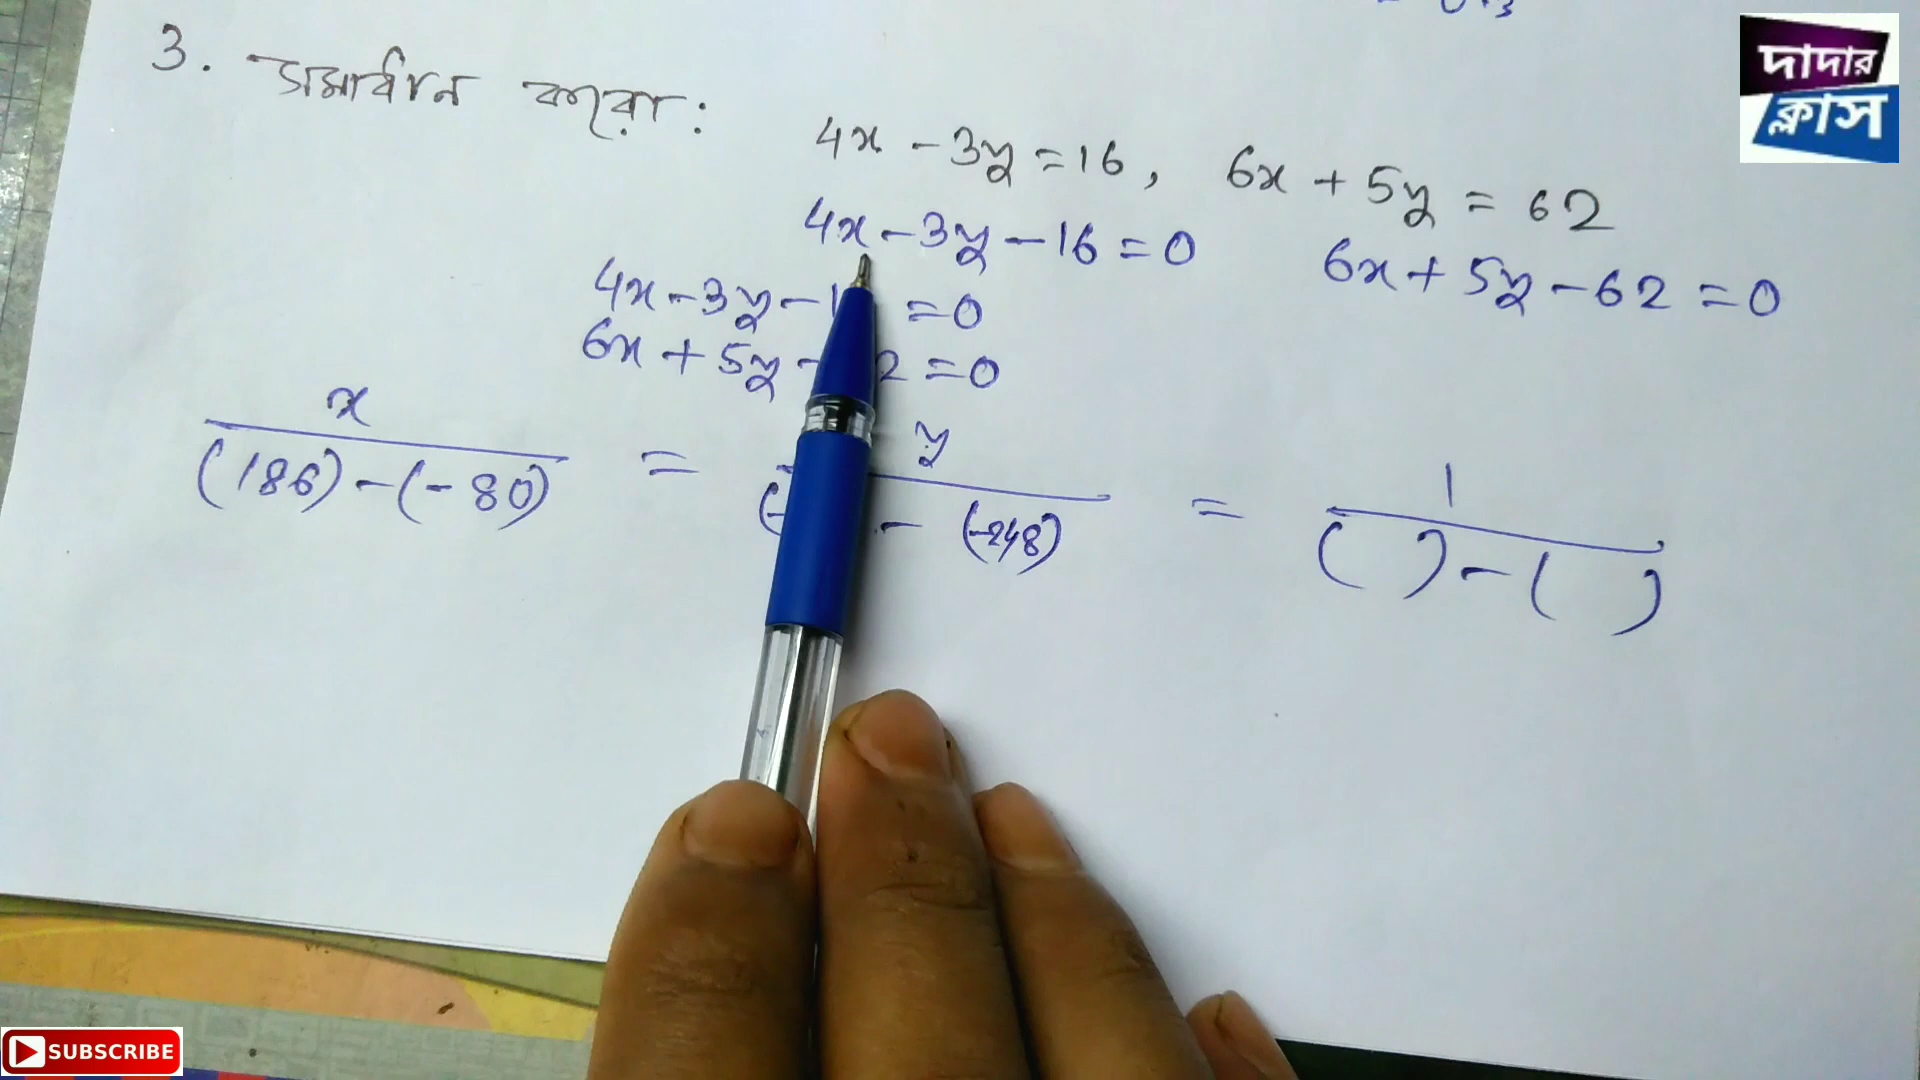 3. সমাধান করো: 4x - 3y = 16, 6x + 5y = 62
4x - 3y - 16 = 0 6x + 5y - 62 = 0
4x - 3y - 1 = 0
6x + 5y - 2 = 0
x / (186) - (-80) = y / (- - (-248) = 1 / ( ) - ( )
দাদার
ক্লাস
SUBSCRIBE